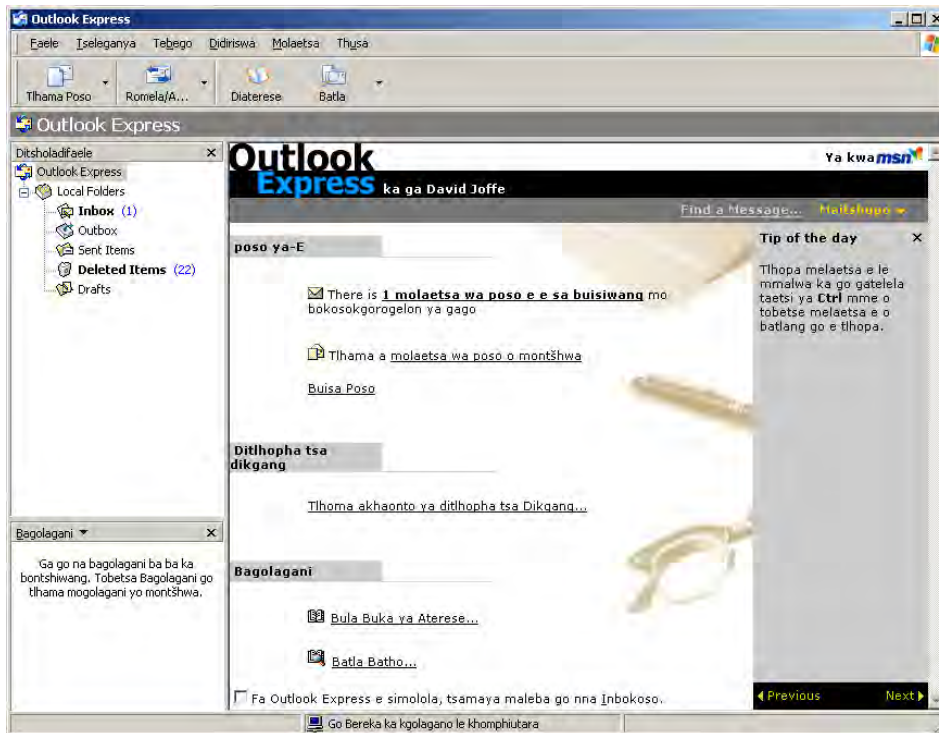 Outlook Express
Faele Iseleganya Tebego Didiriswa Molaetsa Thusa
Tlhama Poso Romela/A... Diaterese Batla
Outlook Express
Ditsholadifaele
Outlook Express
Local Folders
Inbox (1)
Outbox
Sent Items
Deleted Items (22)
Drafts
Bagolagani
Ga go na bagolagani ba ba ka
bontshiwang. Tobetsa Bagolagani go
tlhama mogolagani yo montšhwa.
Outlook
Express ka ga David Joffe
Ya kwa msn
Find a Message... Maitshupo
poso ya-E
There is 1 molaetsa wa poso e e sa buisiwang mo
bokosokgorogelon ya gago
Tlhama a molaetsa wa poso o montšhwa
Buisa Poso
Ditlhopha tsa
dikgang
Tlhoma akhaonto ya ditlhopha tsa Dikgang...
Bagolagani
Bula Buka ya Aterese...
Batla Batho...
Fa Outlook Express e simolola, tsamaya maleba go nna Inbokoso.
Tip of the day
Tlhopa melaetsa e le
mmalwa ka go gatelela
taetsi ya Ctrl mme o
tobetse melaetsa e o
batlang go e tlhopa.
Previous Next
Go Bereka ka kgolagano le khomphiutara